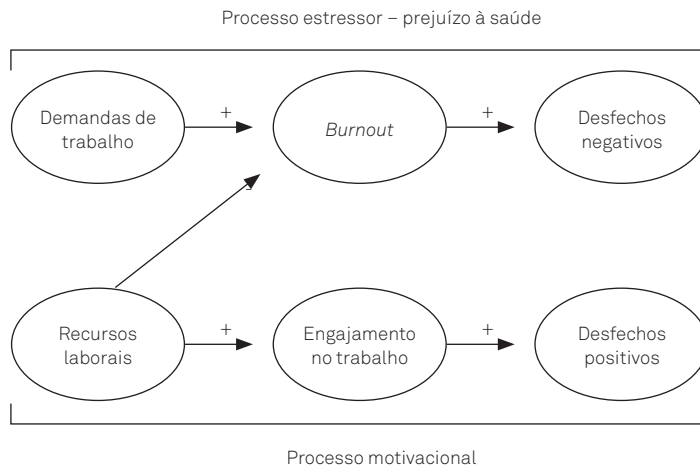 Processo estressor – prejuízo à saúde
Demandas de
trabalho
+
Burnout
+
Desfechos
negativos
-
Recursos
laborais
+
Engajamento
no trabalho
+
Desfechos
positivos
Processo motivacional